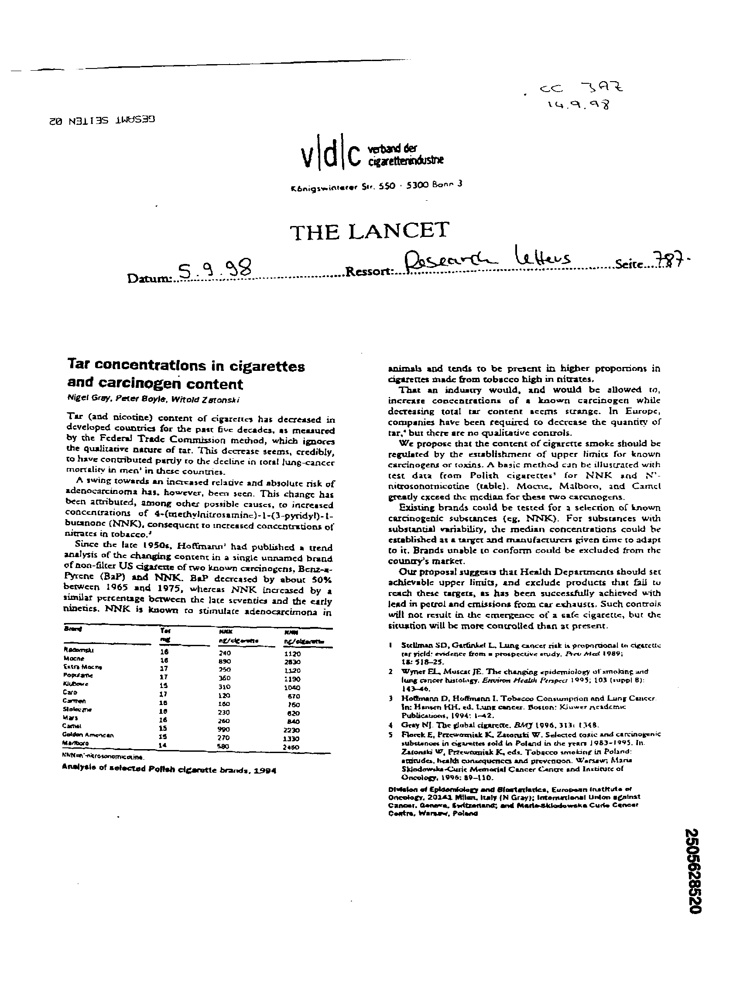 CC 397
14.9.98
GESAMT SEITEN 02
v|d|c verband der
cigarettenindustrie
Königswinterer Str. 550 · 5300 Bonn 3
THE LANCET
Datum: 5.9.98 Ressort: Research letters Seite 787-
Tar concentrations in cigarettes
and carcinogen content
Nigel Gray, Peter Boyle, Witold Zatonski
Tar (and nicotine) content of cigarettes has decreased in
developed countries for the past five decades, as measured
by the Federal Trade Commission method, which ignores
the qualitative nature of tar. This decrease seems, credibly,
to have contributed partly to the decline in total lung-cancer
mortality in men¹ in these countries.
A swing towards an increased relative and absolute risk of
adenocarcinoma has, however, been seen. This change has
been attributed, among other possible causes, to increased
concentrations of 4-(methylnitrosamine)-1-(3-pyridyl)-1-
butanone (NNK), consequent to increased concentrations of
nitrates in tobacco.²
Since the late 1950s, Hoffmann³ had published a trend
analysis of the changing content in a single unnamed brand
of non-filter US cigarette of two known carcinogens, Benz-a-
Pyrene (BaP) and NNK. BaP decreased by about 50%
between 1965 and 1975, whereas NNK increased by a
similar percentage between the late seventies and the early
nineties. NNK is known to stimulate adenocarcimona in
Brand Tar NNK NNN
mg ng/cigarette ng/cigarette
Radomski 16 240 1120
Mocne 16 890 2830
Extra Mocne 17 250 1120
Popularne 17 360 1190
Klubowe 15 310 1040
Caro 17 120 670
Carmen 18 160 760
Stoleczne 18 230 620
Mars 16 260 840
Camel 15 990 2230
Golden American 15 270 1330
Marlboro 14 580 2460
NNN=n'-nitrosonornicotine.
Analysis of selected Polish cigarette brands, 1994
animals and tends to be present in higher proportions in
cigarettes made from tobacco high in nitrates.
That an industry would, and would be allowed to,
increase concentrations of a known carcinogen while
decreasing total tar content seems strange. In Europe,
companies have been required to decrease the quantity of
tar,⁴ but there are no qualitative controls.
We propose that the content of cigarette smoke should be
regulated by the establishment of upper limits for known
carcinogens or toxins. A basic method can be illustrated with
test data from Polish cigarettes⁵ for NNK and N'-
nitrosonornicotine (table). Mocne, Malboro, and Camel
greatly exceed the median for these two carcinogens.
Existing brands could be tested for a selection of known
carcinogenic substances (eg, NNK). For substances with
substantial variability, the median concentrations could be
established as a target and manufacturers given time to adapt
to it. Brands unable to conform could be excluded from the
country's market.
Our proposal suggests that Health Departments should set
achievable upper limits, and exclude products that fail to
reach these targets, as has been successfully achieved with
lead in petrol and emissions from car exhausts. Such controls
will not result in the emergence of a safe cigarette, but the
situation will be more controlled than at present.
1 Stellman SD, Garfinkel L. Lung cancer risk is proportional to cigarette
tar yield: evidence from a prospective study. Prev Med 1989;
18: 518–25.
2 Wyner EL, Muscat JE. The changing epidemiology of smoking and
lung cancer histology. Environ Health Perspect 1995; 103 (suppl 8):
143–46.
3 Hoffmann D, Hoffmann I. Tobacco Consumption and Lung Cancer
In: Hansen HH, ed. Lung cancer. Boston: Kluwer Academic
Publications, 1994: 1–42.
4 Gray NJ. The global cigarette. BMJ 1996, 313: 1348.
5 Florek E, Przewozniak K, Zatonski W. Selected toxic and carcinogenic
substances in cigarettes sold in Poland in the years 1983–1995. In.
Zatonski W, Przewozniak K, eds. Tobacco smoking in Poland:
attitudes, health consequences and prevention. Warsaw: Maria
Sklodowska-Curie Memorial Cancer Centre and Institute of
Oncology, 1996: 89–110.
Division of Epidemiology and Biostatistics, European Institute of
Oncology, 20141 Milan, Italy (N Gray); International Union against
Cancer, Geneva, Switzerland; and Maria-Sklodowska Curie Cancer
Centre, Warsaw, Poland
2505628520